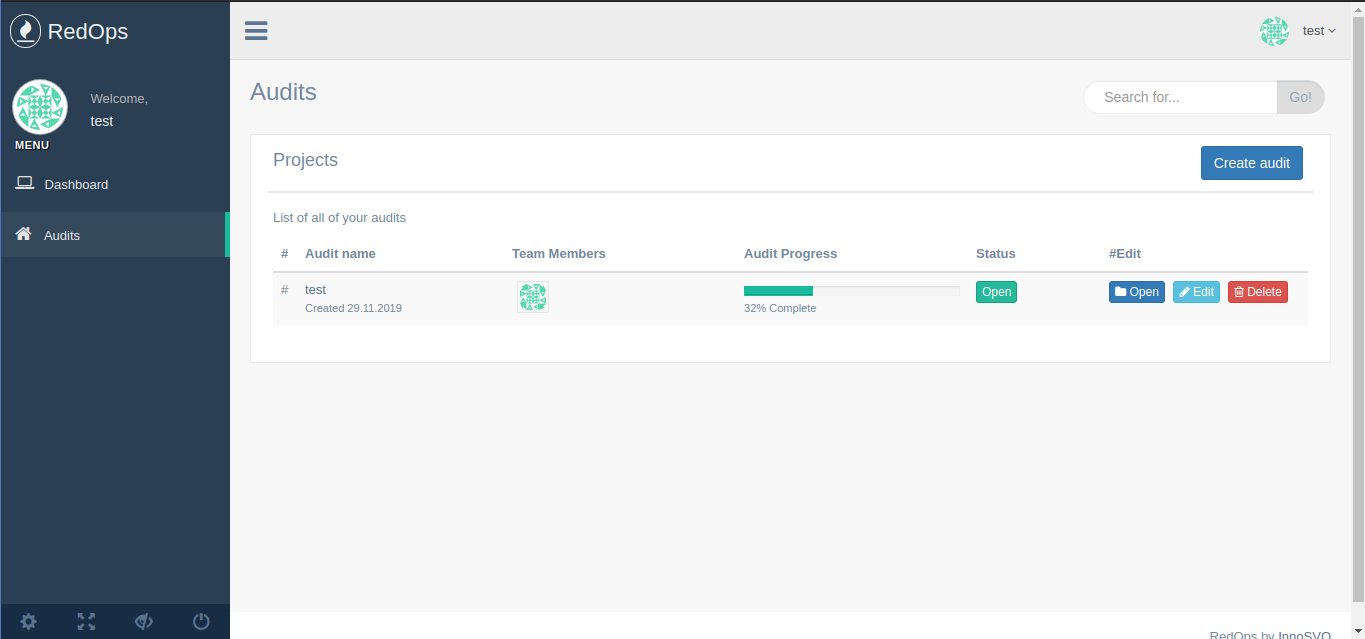 RedOps
test
Welcome,
test
MENU
Dashboard
Audits
Audits
Search for...
Go!
Projects
Create audit
List of all of your audits
# Audit name Team Members Audit Progress Status #Edit
# test Open Open Edit Delete
Created 29.11.2019 32% Complete
RedOps by InnoSVO